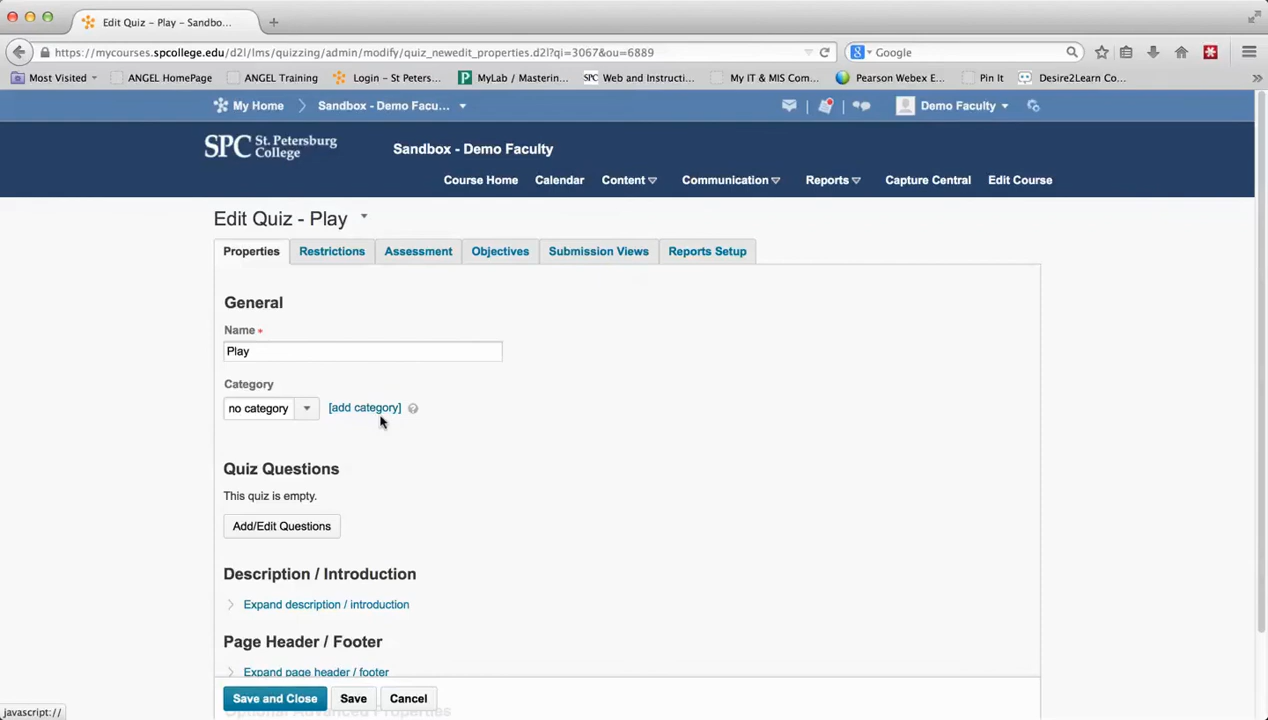 Edit Quiz - Play - Sandbo...
https://mycourses.spcollege.edu/d2l/lms/quizzing/admin/modify/quiz_newedit_properties.d2l?qi=3067&ou=6889
Google
Most Visited
ANGEL HomePage
ANGEL Training
Login - St Peters...
MyLab / Masterin...
SPC Web and Instructi...
My IT & MIS Com...
Pearson Webex E...
Pin It
Desire2Learn Co...
My Home
Sandbox - Demo Facu...
Demo Faculty
SPC St. Petersburg
College
Sandbox - Demo Faculty
Course Home
Calendar
Content
Communication
Reports
Capture Central
Edit Course
Edit Quiz - Play
Properties
Restrictions
Assessment
Objectives
Submission Views
Reports Setup
General
Name *
Play
Category
no category
[add category]
Quiz Questions
This quiz is empty.
Add/Edit Questions
Description / Introduction
Expand description / introduction
Page Header / Footer
Expand page header / footer
Save and Close
Save
Cancel
Optional Advanced Properties
javascript://